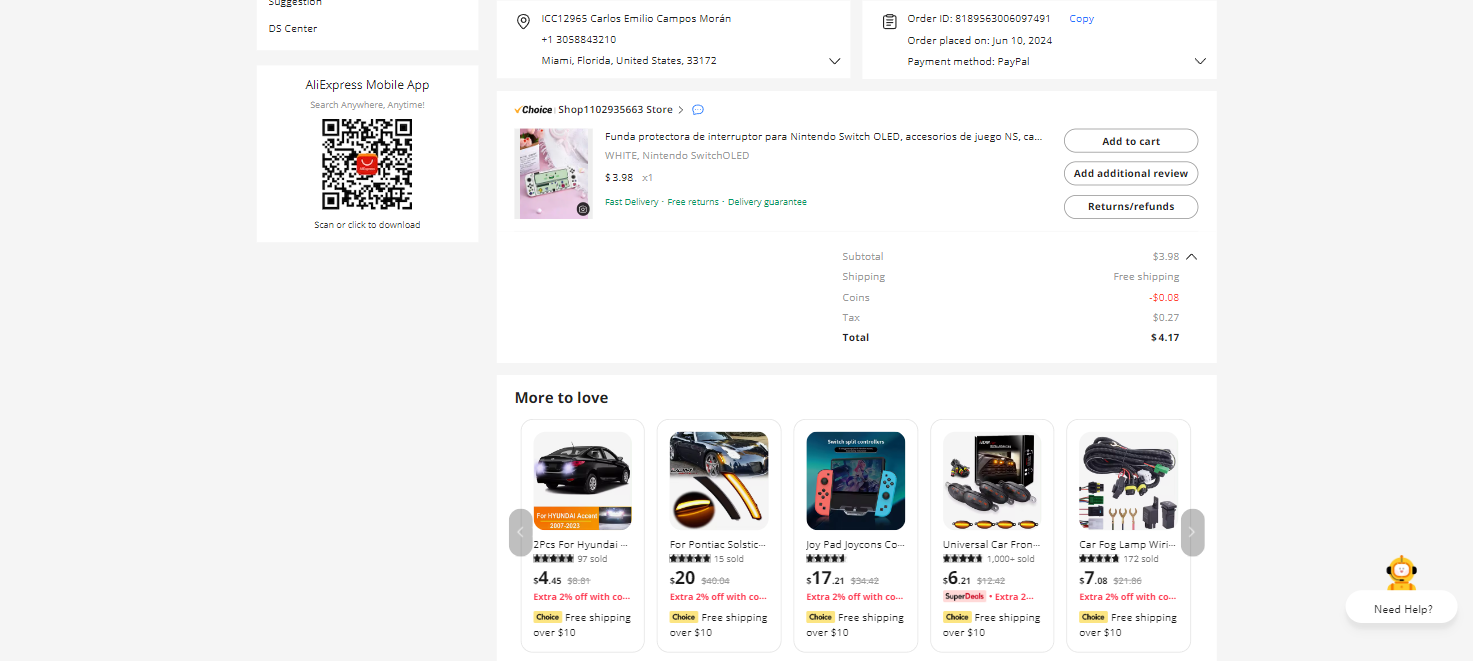 Suggestion
DS Center
AliExpress Mobile App
Search Anywhere, Anytime!
Scan or click to download
ICC12965 Carlos Emilio Campos Morán
+1 3058843210
Miami, Florida, United States, 33172
Order ID: 8189563006097491 Copy
Order placed on: Jun 10, 2024
Payment method: PayPal
Choice Shop1102935663 Store
Funda protectora de interruptor para Nintendo Switch OLED, accesorios de juego NS, ca...
WHITE, Nintendo SwitchOLED
$3.98 x1
Fast Delivery · Free returns · Delivery guarantee
Add to cart
Add additional review
Returns/refunds
Subtotal $3.98
Shipping Free shipping
Coins -$0.08
Tax $0.27
Total $4.17
More to love
For HYUNDAI Accent
2007-2023
2Pcs For Hyundai ...
97 sold
$4.45 $8.81
Extra 2% off with co...
Choice Free shipping
over $10
For Pontiac Solstic...
15 sold
$20 $40.04
Extra 2% off with co...
Choice Free shipping
over $10
Switch split controllers
Joy Pad Joycons Co...
$17.21 $34.42
Extra 2% off with co...
Choice Free shipping
over $10
Universal Car Fron...
1,000+ sold
$6.21 $12.42
SuperDeals • Extra 2...
Choice Free shipping
over $10
Car Fog Lamp Wiri...
172 sold
$7.08 $21.86
Extra 2% off with co...
Choice Free shipping
over $10
Need Help?